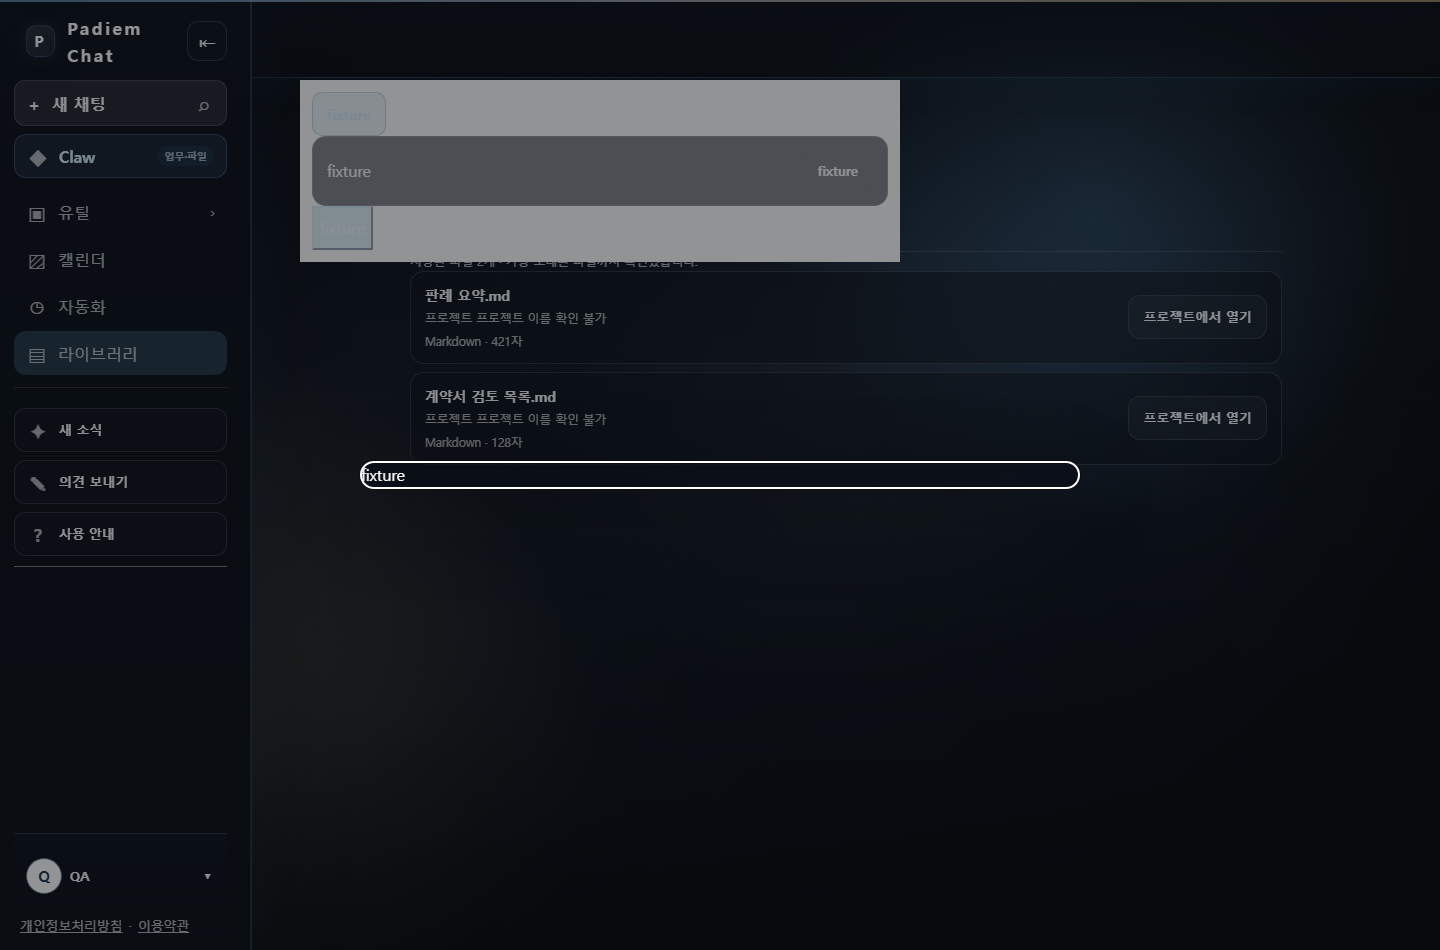 P
Padiem
Chat
+ 새 채팅
Claw 업무·파일
유틸
캘린더
자동화
라이브러리
새 소식
의견 보내기
? 사용 안내
Q QA
개인정보처리방침 · 이용약관
fixture
fixture fixture
fixture
판례 요약.md
프로젝트 프로젝트 이름 확인 불가
Markdown · 421자
프로젝트에서 열기
계약서 검토 목록.md
프로젝트 프로젝트 이름 확인 불가
Markdown · 128자
프로젝트에서 열기
fixture